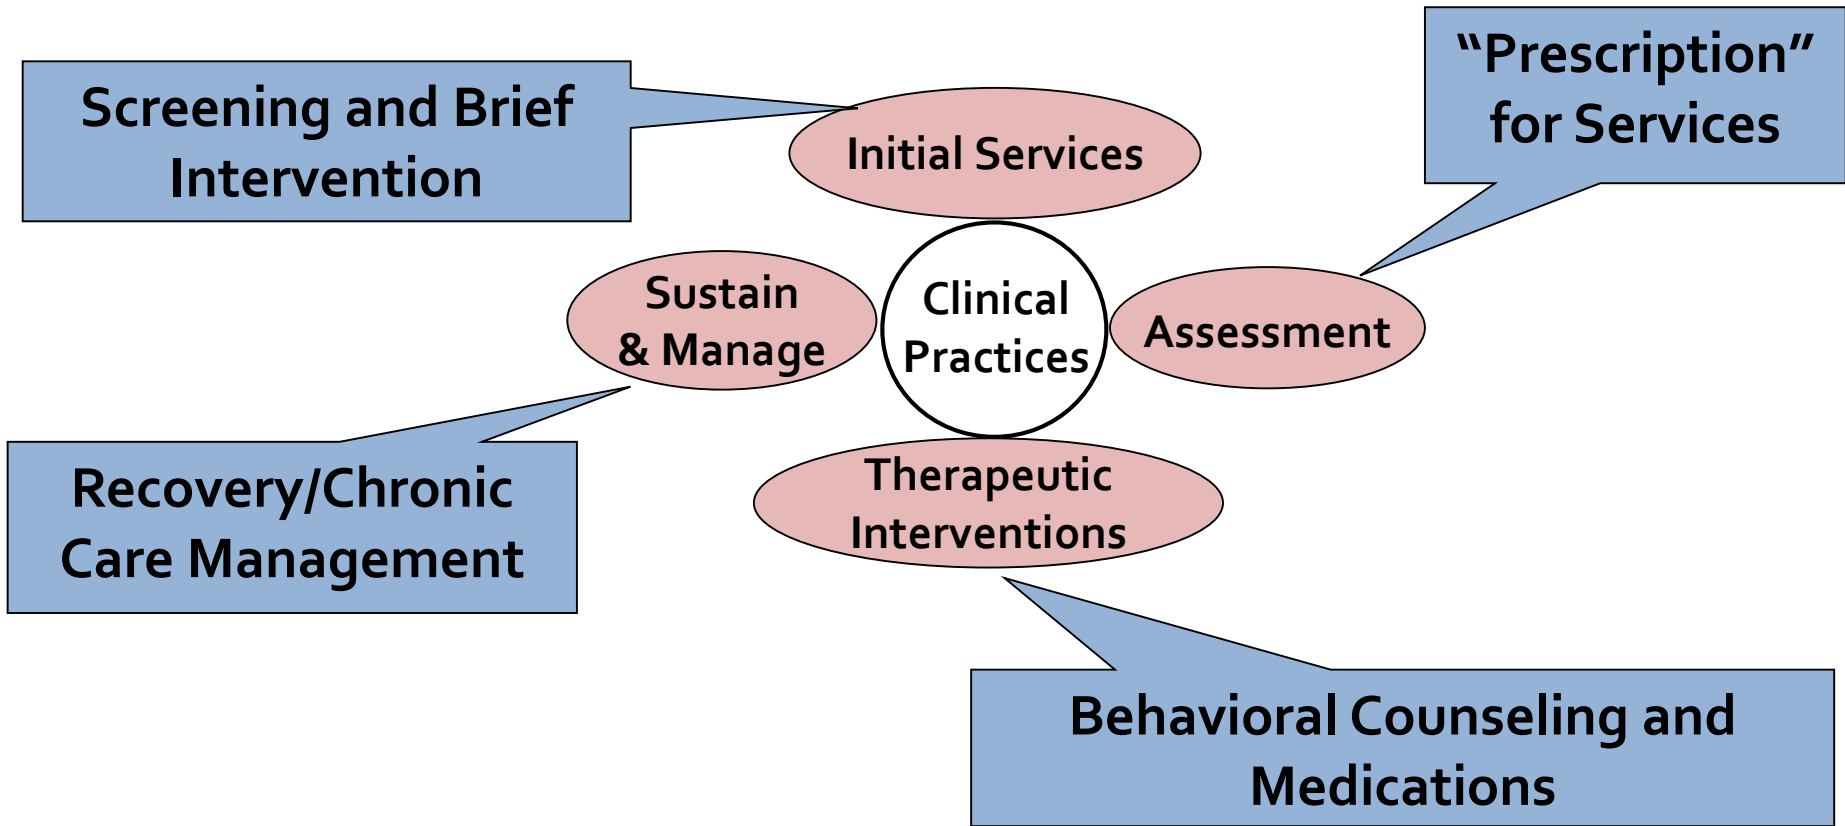 “Prescription”
for Services
Screening and Brief
Intervention
Initial Services
Sustain
& Manage
Clinical
Practices
Assessment
Recovery/Chronic
Care Management
Therapeutic
Interventions
Behavioral Counseling and
Medications